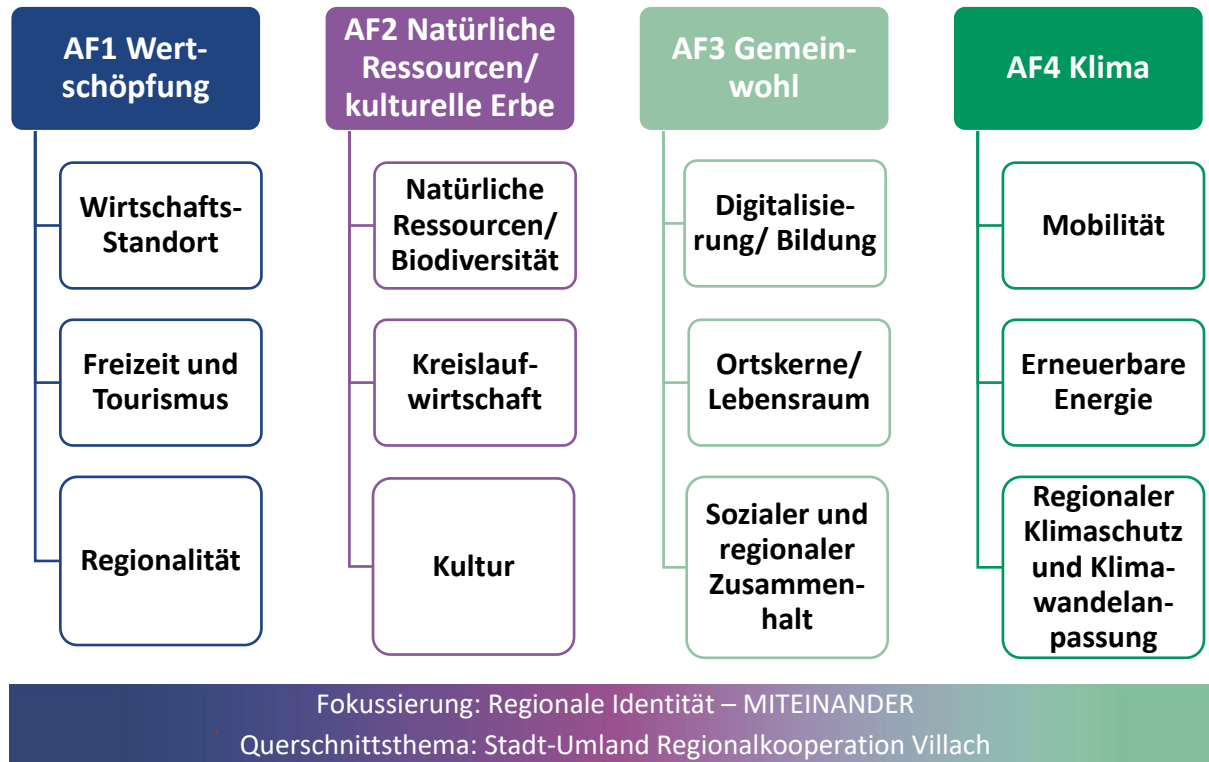 AF1 Wert-
schöpfung
Wirtschafts-
Standort
Freizeit und
Tourismus
Regionalität
AF2 Natürliche
Ressourcen/
kulturelle Erbe
Natürliche
Ressourcen/
Biodiversität
Kreislauf-
wirtschaft
Kultur
AF3 Gemein-
wohl
Digitalisie-
rung/ Bildung
Ortskerne/
Lebensraum
Sozialer und
regionaler
Zusammen-
halt
AF4 Klima
Mobilität
Erneuerbare
Energie
Regionaler
Klimaschutz
und Klima-
wandelan-
passung
Fokussierung: Regionale Identität – MITEINANDER
Querschnittsthema: Stadt-Umland Regionalkooperation Villach